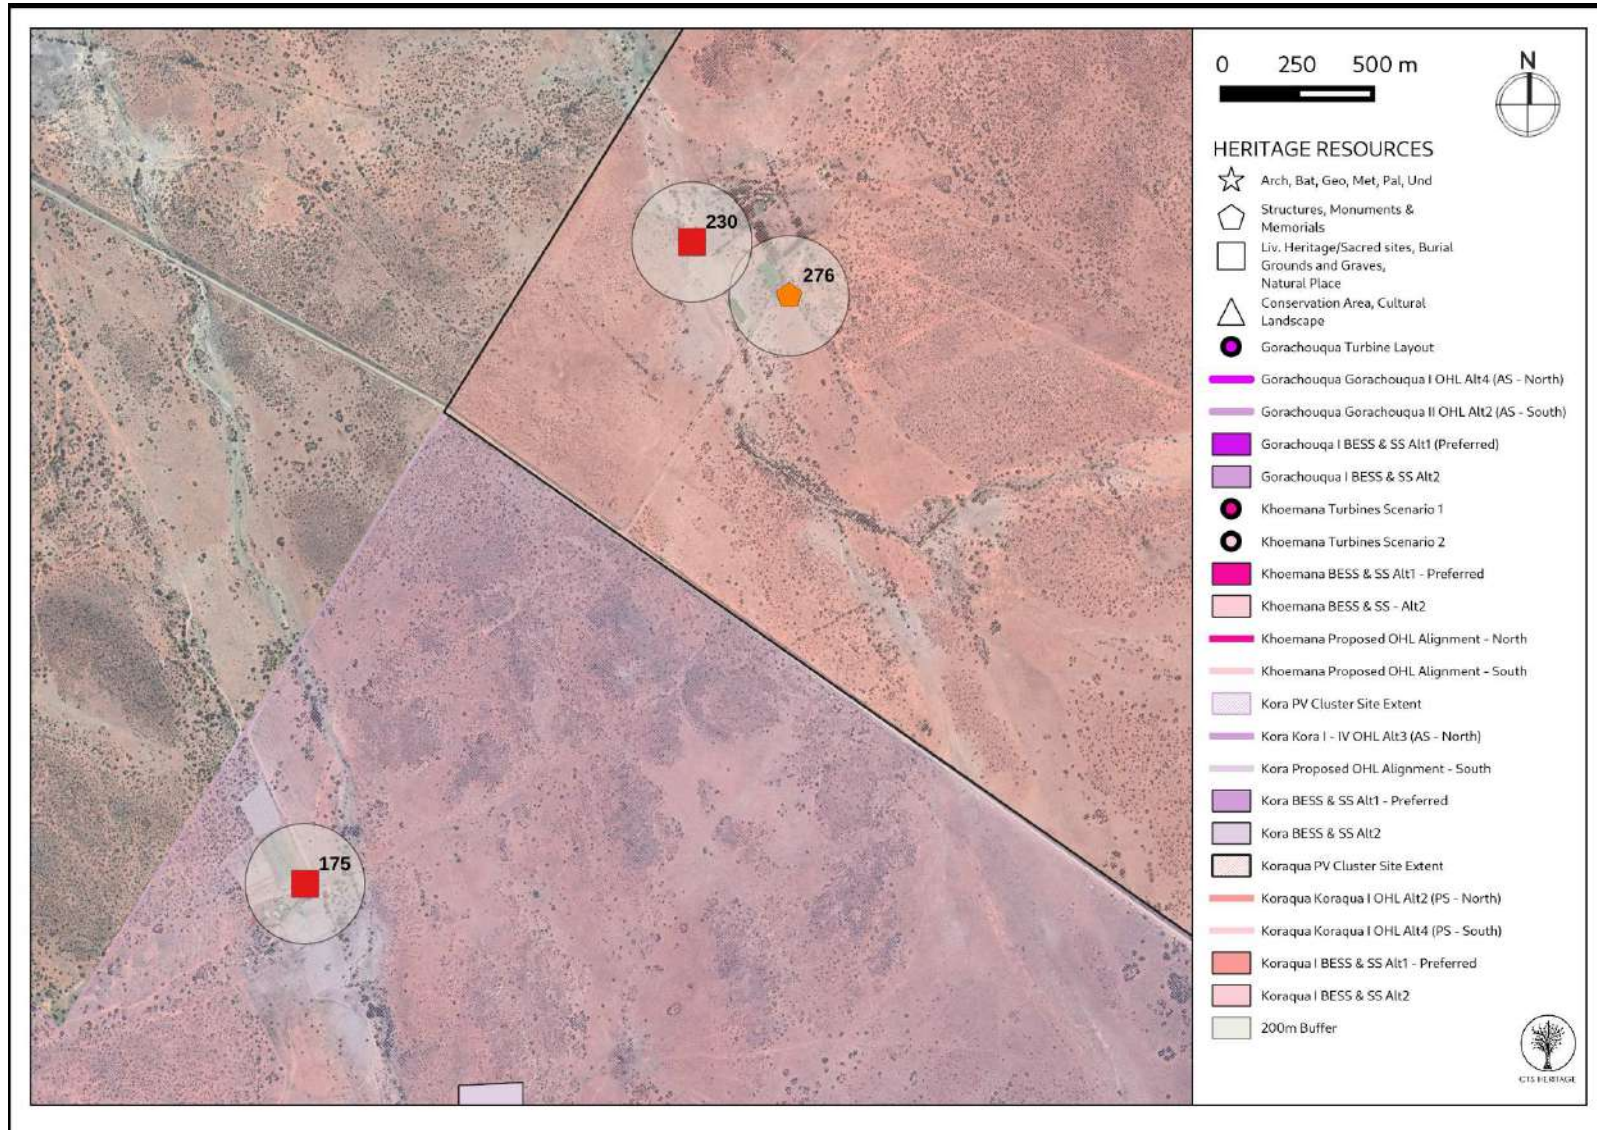 230
276
175
0 250 500 m
N
HERITAGE RESOURCES
Arch, Bat, Geo, Met, Pal, Und
Structures, Monuments &
Memorials
Liv. Heritage/Sacred sites, Burial
Grounds and Graves,
Natural Place
Conservation Area, Cultural
Landscape
Gorachouqua Turbine Layout
Gorachouqua Gorachouqua I OHL Alt4 (AS - North)
Gorachouqua Gorachouqua II OHL Alt2 (AS - South)
Gorachouqa I BESS & SS Alt1 (Preferred)
Gorachouqua I BESS & SS Alt2
Khoemana Turbines Scenario 1
Khoemana Turbines Scenario 2
Khoemana BESS & SS Alt1 - Preferred
Khoemana BESS & SS - Alt2
Khoemana Proposed OHL Alignment - North
Khoemana Proposed OHL Alignment - South
Kora PV Cluster Site Extent
Kora Kora I - IV OHL Alt3 (AS - North)
Kora Proposed OHL Alignment - South
Kora BESS & SS Alt1 - Preferred
Kora BESS & SS Alt2
Koraqua PV Cluster Site Extent
Koraqua Koraqua I OHL Alt2 (PS - North)
Koraqua Koraqua I OHL Alt4 (PS - South)
Koraqua I BESS & SS Alt1 - Preferred
Koraqua I BESS & SS Alt2
200m Buffer
CTS HERITAGE